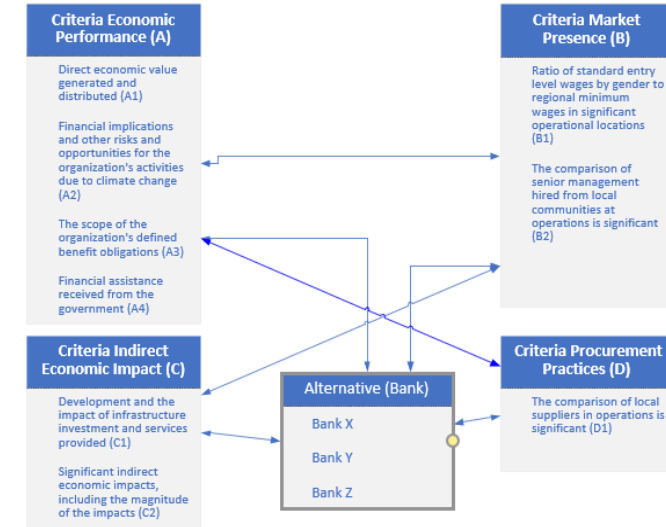 Criteria Economic
Performance (A)
Direct economic value
generated and
distributed (A1)
Financial implications
and other risks and
opportunities for the
organization's activities
due to climate change
(A2)
The scope of the
organization's defined
benefit obligations (A3)
Financial assistance
received from the
government (A4)
Criteria Market
Presence (B)
Ratio of standard entry
level wages by gender to
regional minimum
wages in significant
operational locations
(B1)
The comparison of
senior management
hired from local
communities at
operations is significant
(B2)
Criteria Indirect
Economic Impact (C)
Development and the
impact of infrastructure
investment and services
provided (C1)
Significant indirect
economic impacts,
including the magnitude
of the impacts (C2)
Alternative (Bank)
Bank X
Bank Y
Bank Z
Criteria Procurement
Practices (D)
The comparison of local
suppliers in operations is
significant (D1)